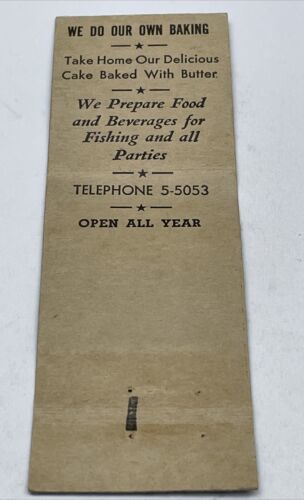 WE DO OUR OWN BAKING
Take Home Our Delicious
Cake Baked With Butter.
We Prepare Food
and Beverages for
Fishing and all
Parties
TELEPHONE 5-5053
OPEN ALL YEAR